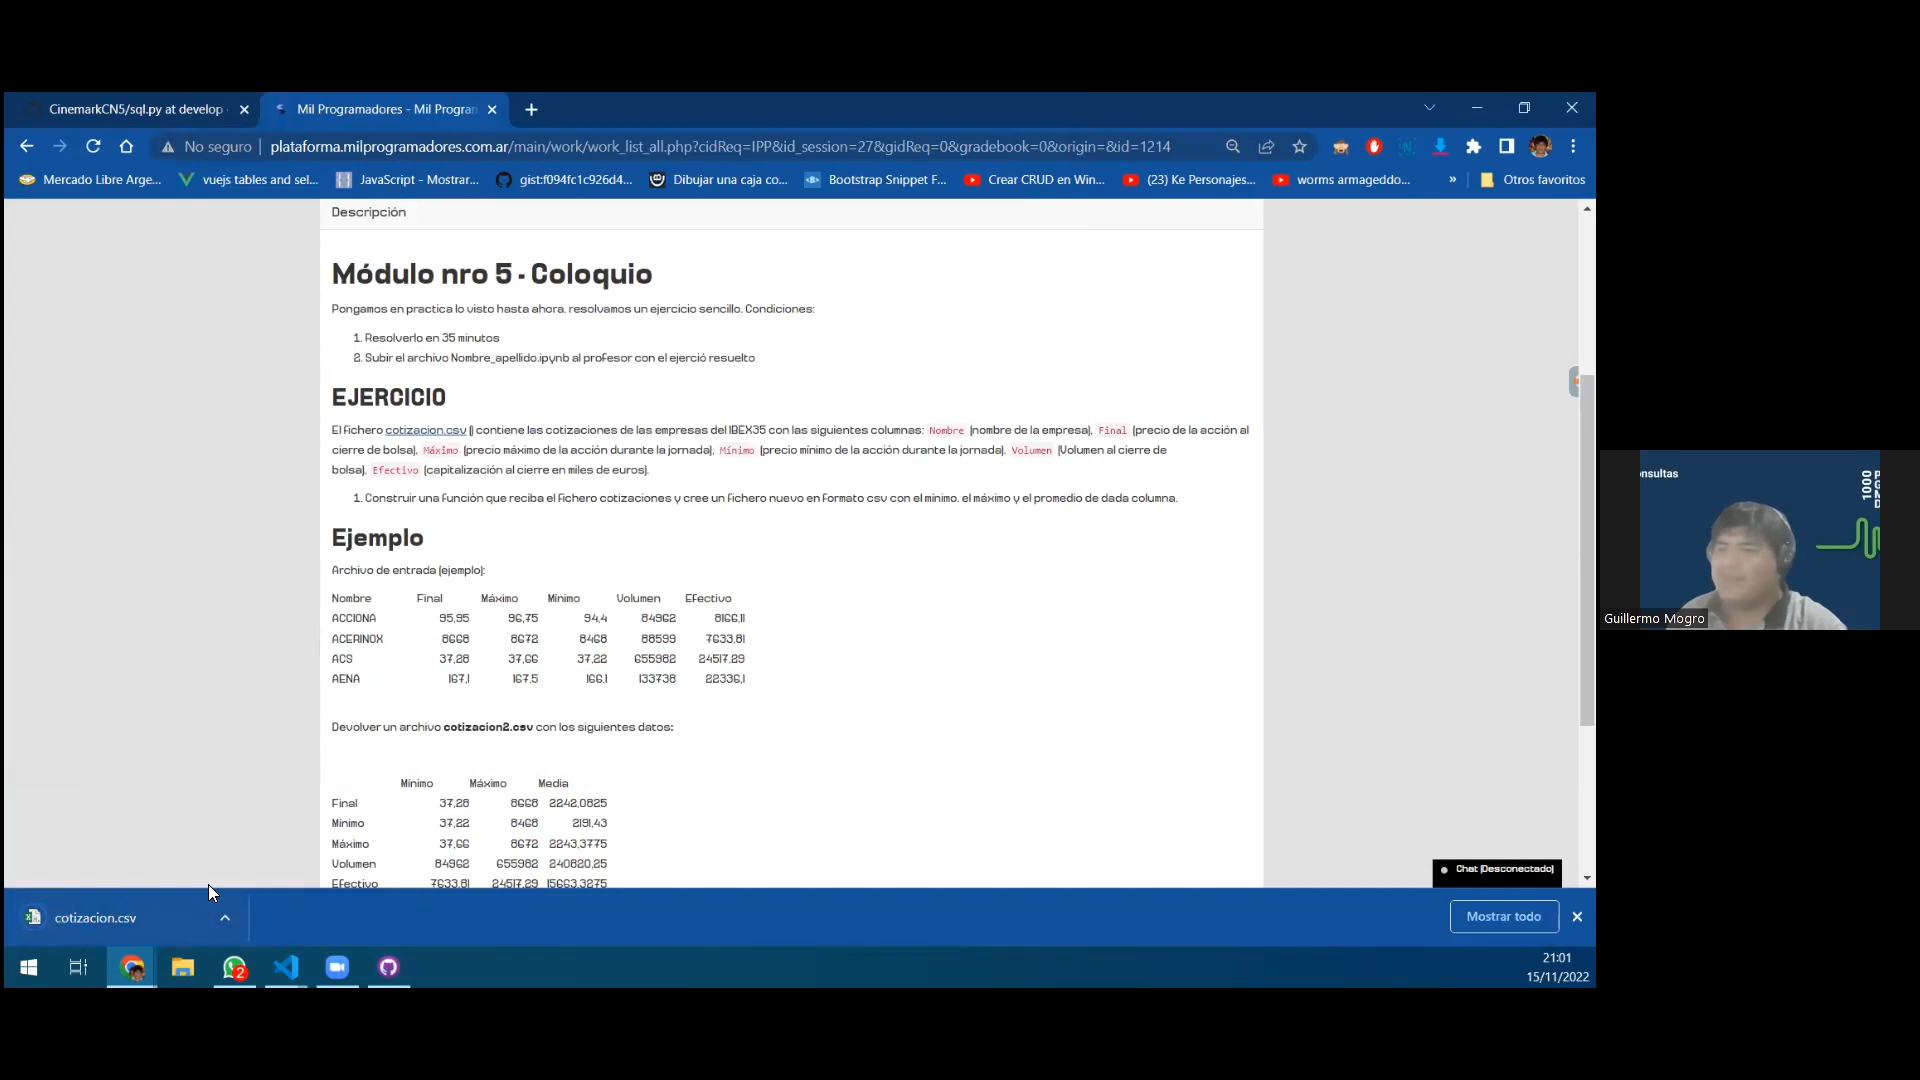 CinemarkCN5/sql.py at develop
Mil Programadores - Mil Progran
No seguro
plataforma.milprogramadores.com.ar/main/work/work_list_all.php?cidReq=IPP&id_session=27&gidReq=0&gradebook=0&origin=&id=1214
Mercado Libre Arge...
vuejs tables and sel...
JavaScript - Mostrar...
gist:f094fc1c926d4...
Dibujar una caja co...
Bootstrap Snippet F...
Crear CRUD en Win...
(23) Ke Personajes...
worms armageddo...
»
Otros favoritos
Descripción
Módulo nro 5 - Coloquio
Pongamos en practica lo visto hasta ahora, resolvamos un ejercicio sencillo. Condiciones:
1. Resolverlo en 35 minutos
2. Subir el archivo Nombre_apellido.ipynb al profesor con el ejerció resuelto
EJERCICIO
El fichero cotizacion.csv () contiene las cotizaciones de las empresas del IBEX35 con las siguientes columnas: Nombre (nombre de la empresa), Final (precio de la acción al
cierre de bolsa), Máximo (precio máximo de la acción durante la jornada), Mínimo (precio mínimo de la acción durante la jornada), Volumen (Volumen al cierre de
bolsa), Efectivo (capitalización al cierre en miles de euros).
1. Construir una función que reciba el fichero cotizaciones y cree un fichero nuevo en formato csv con el mínimo, el máximo y el promedio de dada columna.
Ejemplo
Archivo de entrada (ejemplo):
Nombre Final Máximo Mínimo Volumen Efectivo
ACCIONA 95,95 96,75 94,4 84962 8166,11
ACERINOX 8668 8672 8468 88599 7633,81
ACS 37,28 37,66 37,22 655982 24517,29
AENA 167,1 167,5 166,1 133738 22336,1
Devolver un archivo cotizacion2.csv con los siguientes datos:
Mínimo Máximo Media
Final 37,28 8668 2242,0825
Mínimo 37,22 8468 2191,43
Máximo 37,66 8672 2243,3775
Volumen 84962 655982 240820,25
Efectivo 7633,81 24517,29 15663,3275
Chat (Desconectado)
cotizacion.csv
Mostrar todo
2
21:01
15/11/2022
onsultas
1000
Guillermo Mogro